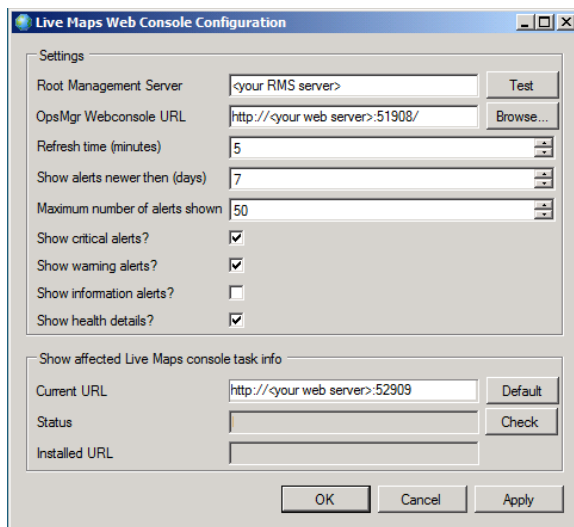 Live Maps Web Console Configuration
Settings
Root Management Server <your RMS server> Test
OpsMgr Webconsole URL http://<your web server>:51908/ Browse...
Refresh time (minutes) 5
Show alerts newer then (days) 7
Maximum number of alerts shown 50
Show critical alerts?
Show warning alerts?
Show information alerts?
Show health details?
Show affected Live Maps console task info
Current URL http://<your web server>:52909 Default
Status Check
Installed URL
OK Cancel Apply